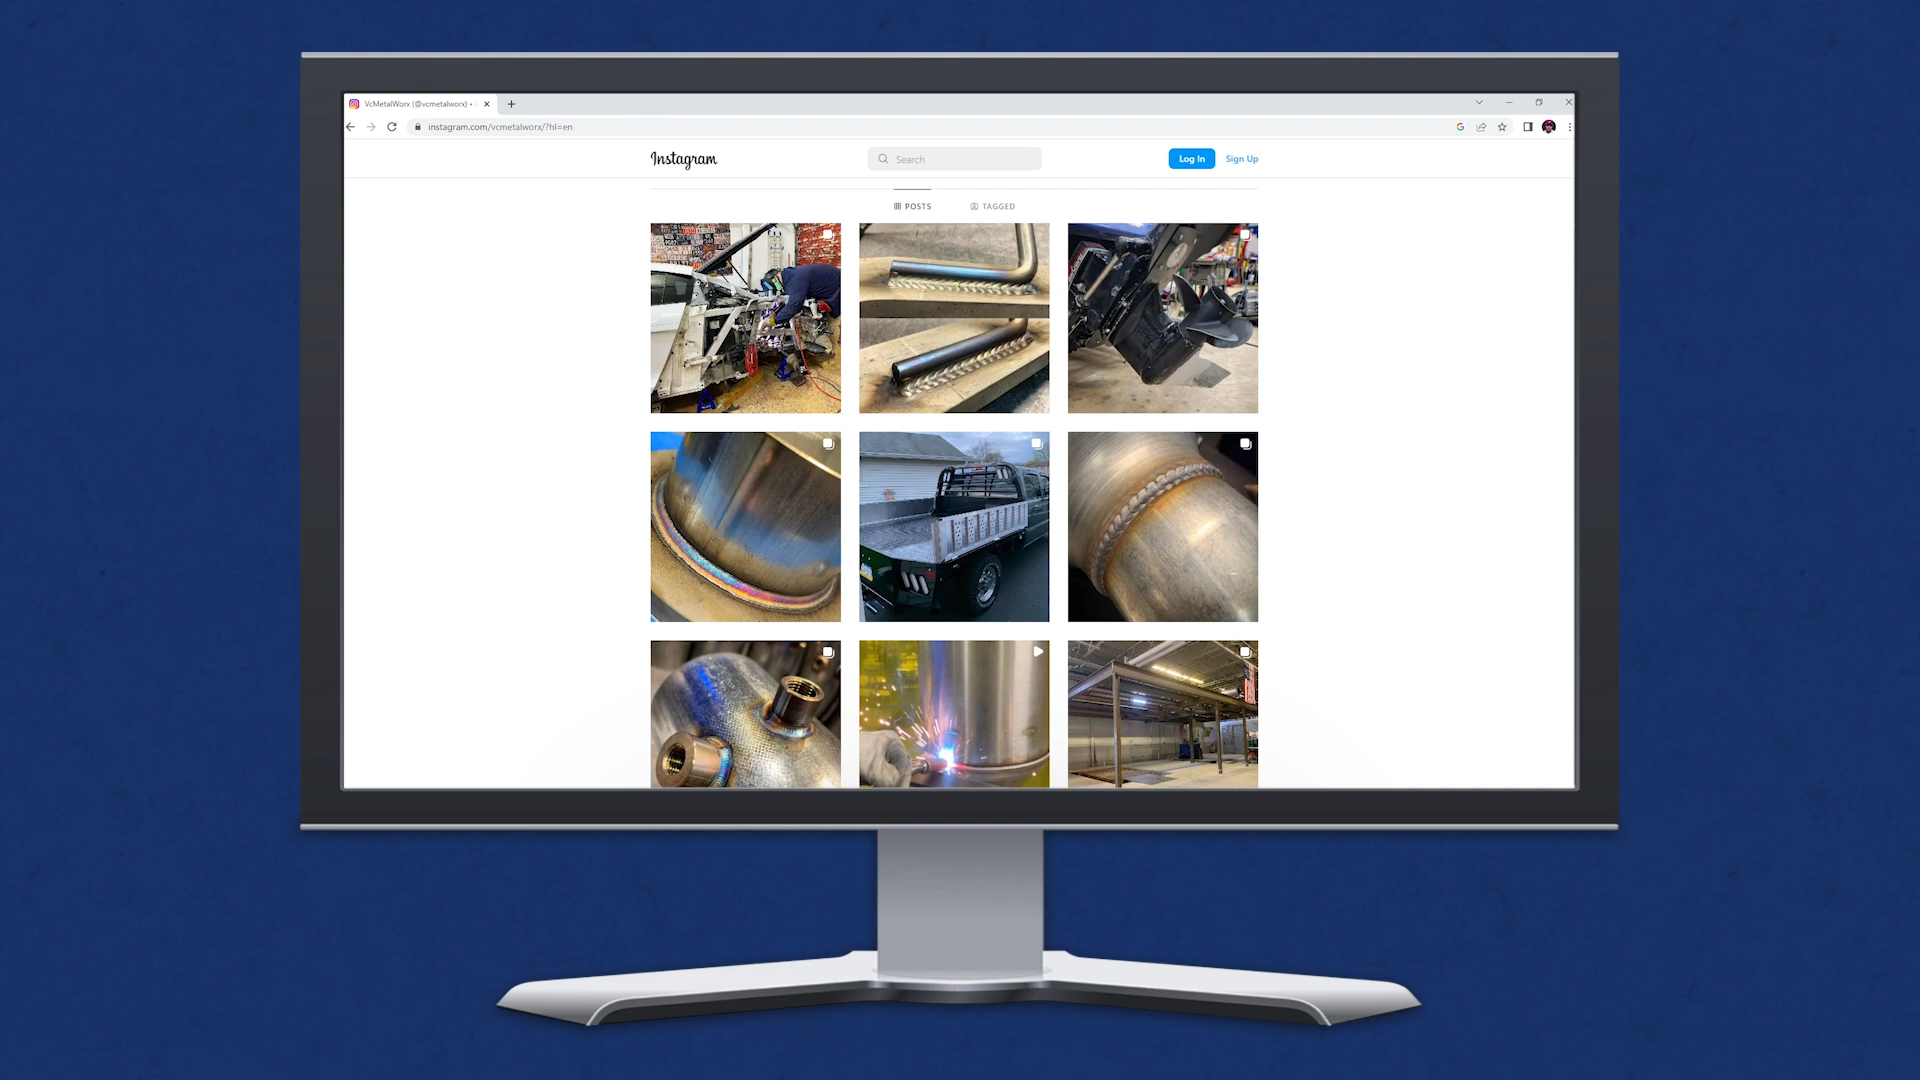 VcMetalWorx (@vcmetalworx) •
instagram.com/vcmetalworx/?hl=en
Instagram
Search
Log In
Sign Up
POSTS
TAGGED